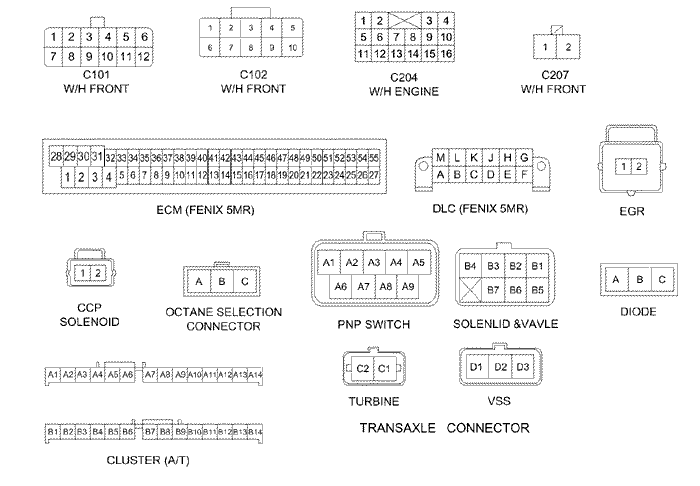 1 2 3 4 5 6
7 8 9 10 11 12
C101
W/H FRONT
1 2 3 4 5
6 7 8 9 10
C102
W/H FRONT
1 2 3 4
5 6 7 8 9 10
11 12 13 14 15 16
C204
W/H ENGINE
1 2
C207
W/H FRONT
28 29 30 31 32 33 34 35 36 37 38 39 40 41 42 43 44 45 46 47 48 49 50 51 52 53 54 55
1 2 3 4 5 6 7 8 9 10 11 12 13 14 15 16 17 18 19 20 21 22 23 24 25 26 27
ECM (FENIX 5MR)
M L K J H G
A B C D E F
DLC (FENIX 5MR)
1 2
EGR
1 2
CCP
SOLENOID
A B C
OCTANE SELECTION
CONNECTOR
A1 A2 A3 A4 A5
A6 A7 A8 A9
PNP SWITCH
B4 B3 B2 B1
B7 B6 B5
SOLENLID &VAVLE
A B C
DIODE
A1 A2 A3 A4 A5 A6 A7 A8 A9 A10 A11 A12 A13 A14
B1 B2 B3 B4 B5 B6 B7 B8 B9 B10 B11 B12 B13 B14
CLUSTER (A/T)
C2 C1
TURBINE
D1 D2 D3
VSS
TRANSAXLE CONNECTOR